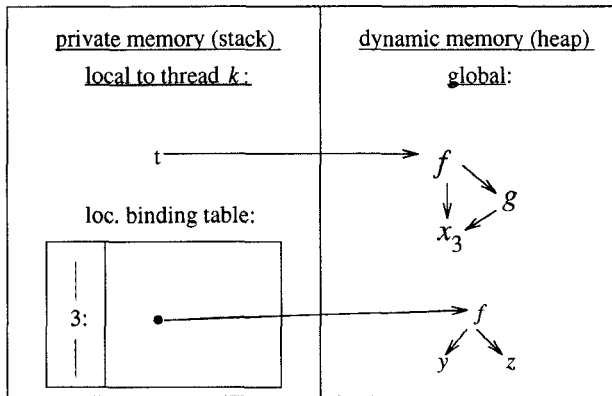 private memory (stack)
local to thread k:
t
loc. binding table:
3:
dynamic memory (heap)
global:
f
g
x3
f
y z